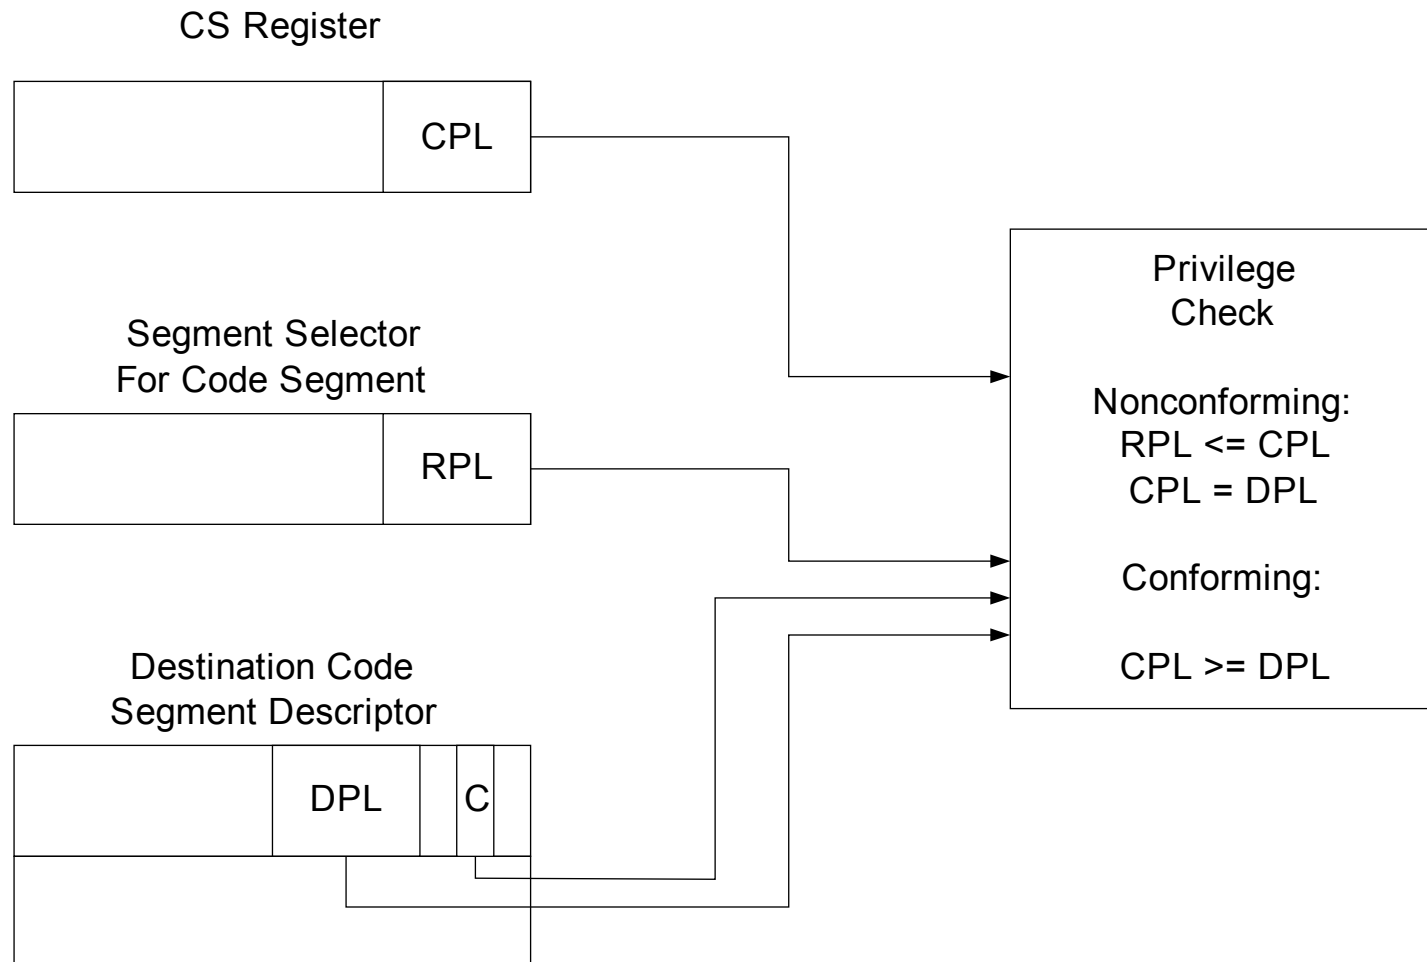 CS Register
CPL
Segment Selector
For Code Segment
RPL
Destination Code
Segment Descriptor
DPL
C
Privilege
Check
Nonconforming:
RPL <= CPL
CPL = DPL
Conforming:
CPL >= DPL